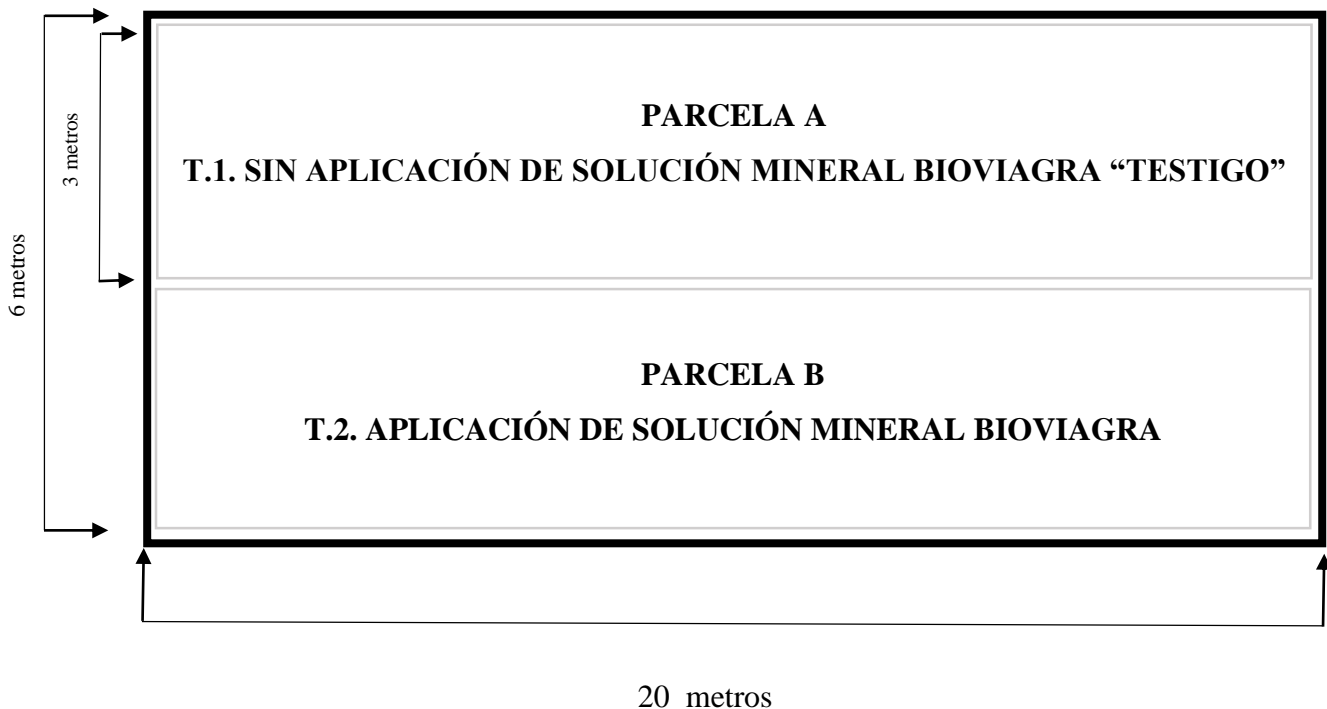 PARCELA A
T.1. SIN APLICACIÓN DE SOLUCIÓN MINERAL BIOVIAGRA “TESTIGO”
3 metros
6 metros
PARCELA B
T.2. APLICACIÓN DE SOLUCIÓN MINERAL BIOVIAGRA
20 metros